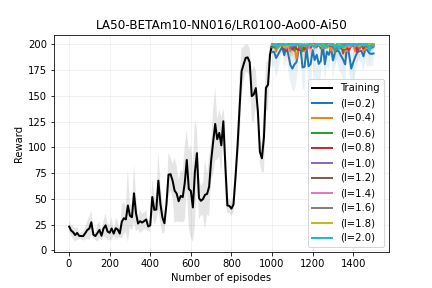 LA50-BETAm10-NN016/LR0100-Ao00-Ai50
200
175
150
125
100
75
50
25
0
Reward
Training
(l=0.2)
(l=0.4)
(l=0.6)
(l=0.8)
(l=1.0)
(l=1.2)
(l=1.4)
(l=1.6)
(l=1.8)
(l=2.0)
0 200 400 600 800 1000 1200 1400
Number of episodes